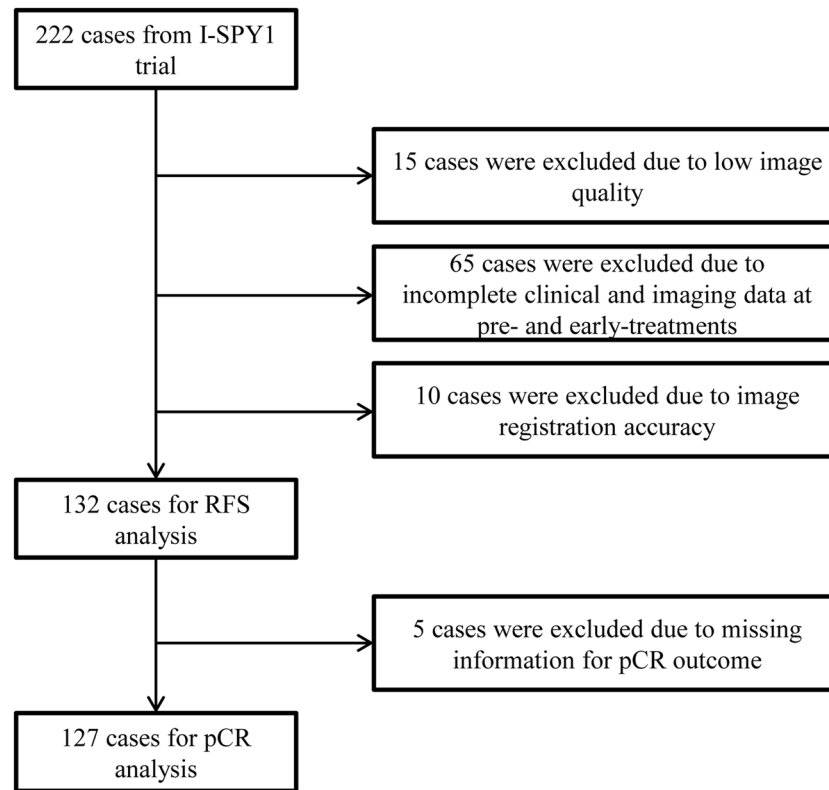 222 cases from I-SPY1
trial
15 cases were excluded due to low image
quality
65 cases were excluded due to
incomplete clinical and imaging data at
pre- and early-treatments
10 cases were excluded due to image
registration accuracy
132 cases for RFS
analysis
5 cases were excluded due to missing
information for pCR outcome
127 cases for pCR
analysis